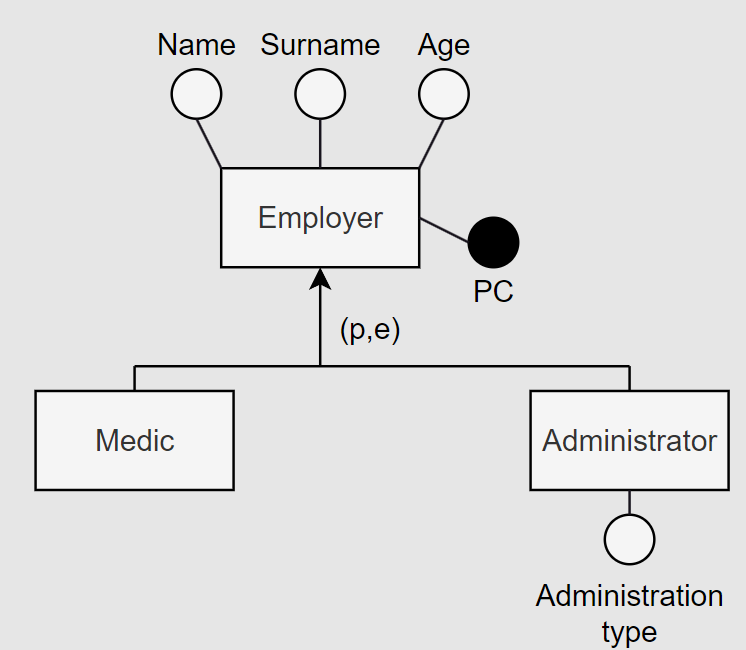 Name Surname Age
Employer
PC
(p,e)
Medic
Administrator
Administration
type